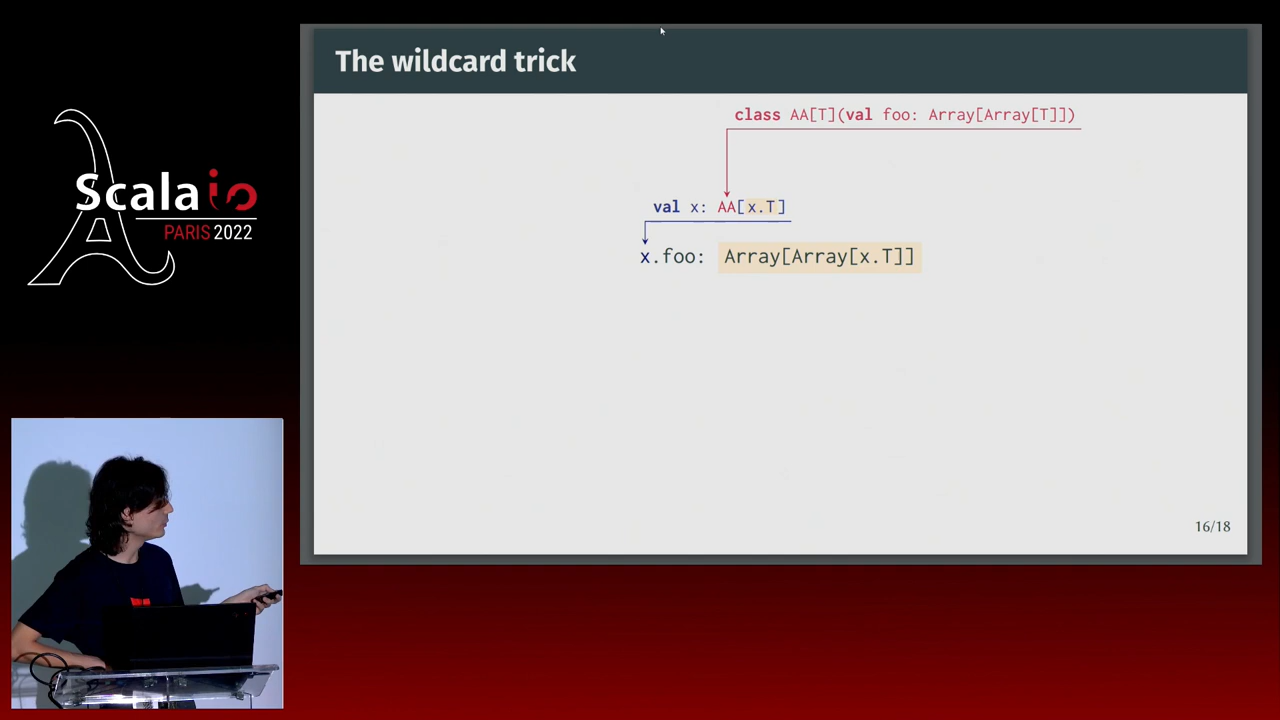 The wildcard trick
class AA[T](val foo: Array[Array[T]])
val x: AA[x.T]
x.foo: Array[Array[x.T]]
16/18
Scala io
PARIS 2022